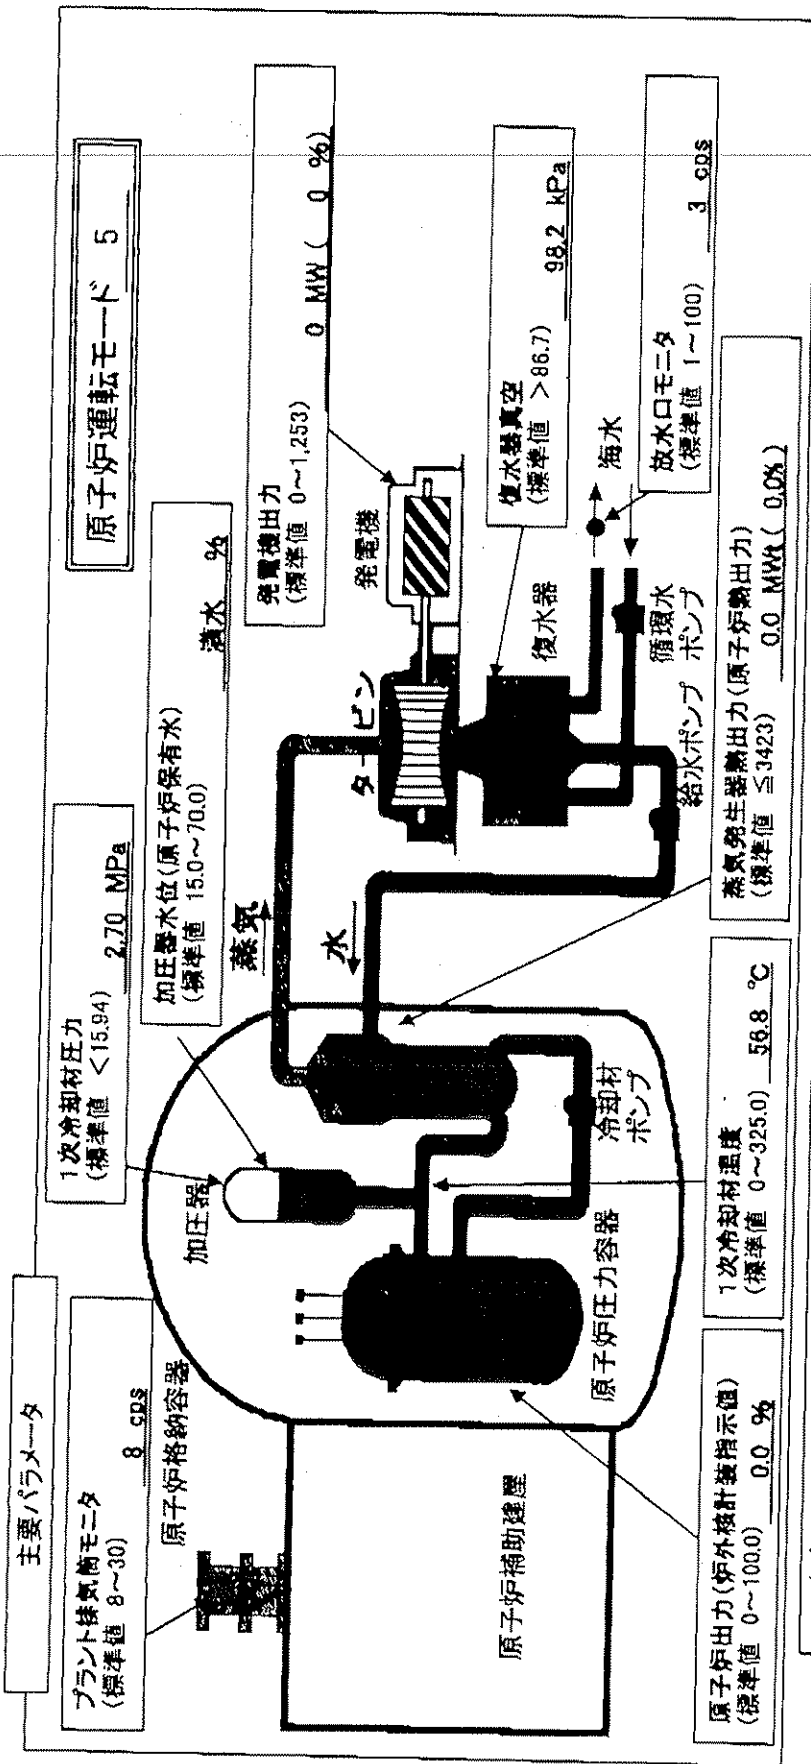 主要パラメータ
原子炉運転モード 5
プラント排気筒モニタ
(標準値 8~30) 8 cps
1次冷却材圧力
(標準値 <15.94) 2.70 MPa
加圧器水位(原子炉保有水)
(標準値 15.0~70.0) 満水 %
発電機出力
(標準値 0~1,253) 0 MW ( 0 %)
原子炉格納容器
加圧器
蒸気
水
タービン
発電機
復水器真空
(標準値 >86.7) 98.2 kPa
復水器
海水
放水口モニタ
(標準値 1~100) 3 cps
循環水
ポンプ
給水ポンプ
冷却材
ポンプ
原子炉圧力容器
原子炉補助建屋
原子炉出力(炉外核計装指示値)
(標準値 0~100.0) 0.0 %
1次冷却材温度
(標準値 0~325.0) 56.8 ℃
蒸気発生器熱出力(原子炉熱出力)
(標準値 ≦3423) 0.0 MWt ( 0.0%)